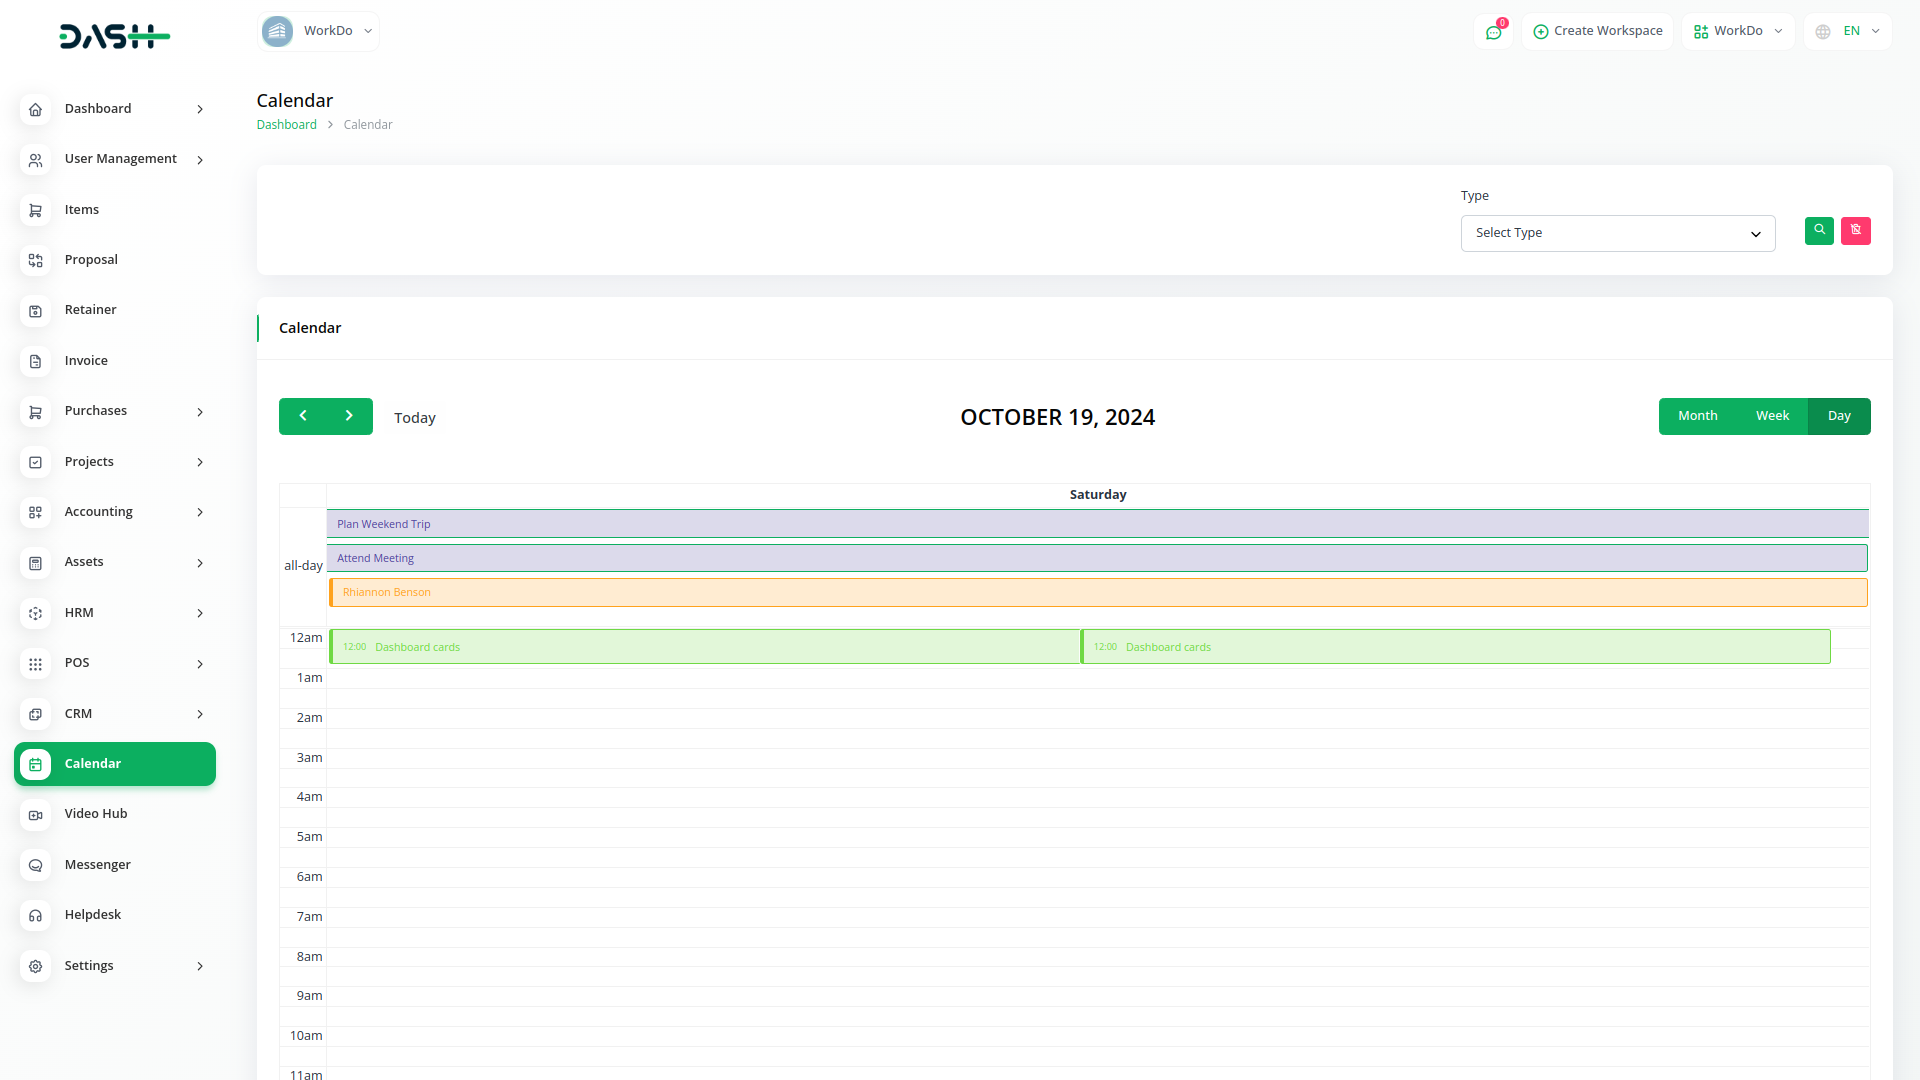 DASH
WorkDo
0
Create Workspace
WorkDo
EN
Dashboard
User Management
Items
Proposal
Retainer
Invoice
Purchases
Projects
Accounting
Assets
HRM
POS
CRM
Calendar
Video Hub
Messenger
Helpdesk
Settings
Calendar
Dashboard > Calendar
Type
Select Type
Calendar
Today
OCTOBER 19, 2024
Month Week Day
Saturday
all-day
Plan Weekend Trip
Attend Meeting
Rhiannon Benson
12am
12:00 Dashboard cards
12:00 Dashboard cards
1am
2am
3am
4am
5am
6am
7am
8am
9am
10am
11am